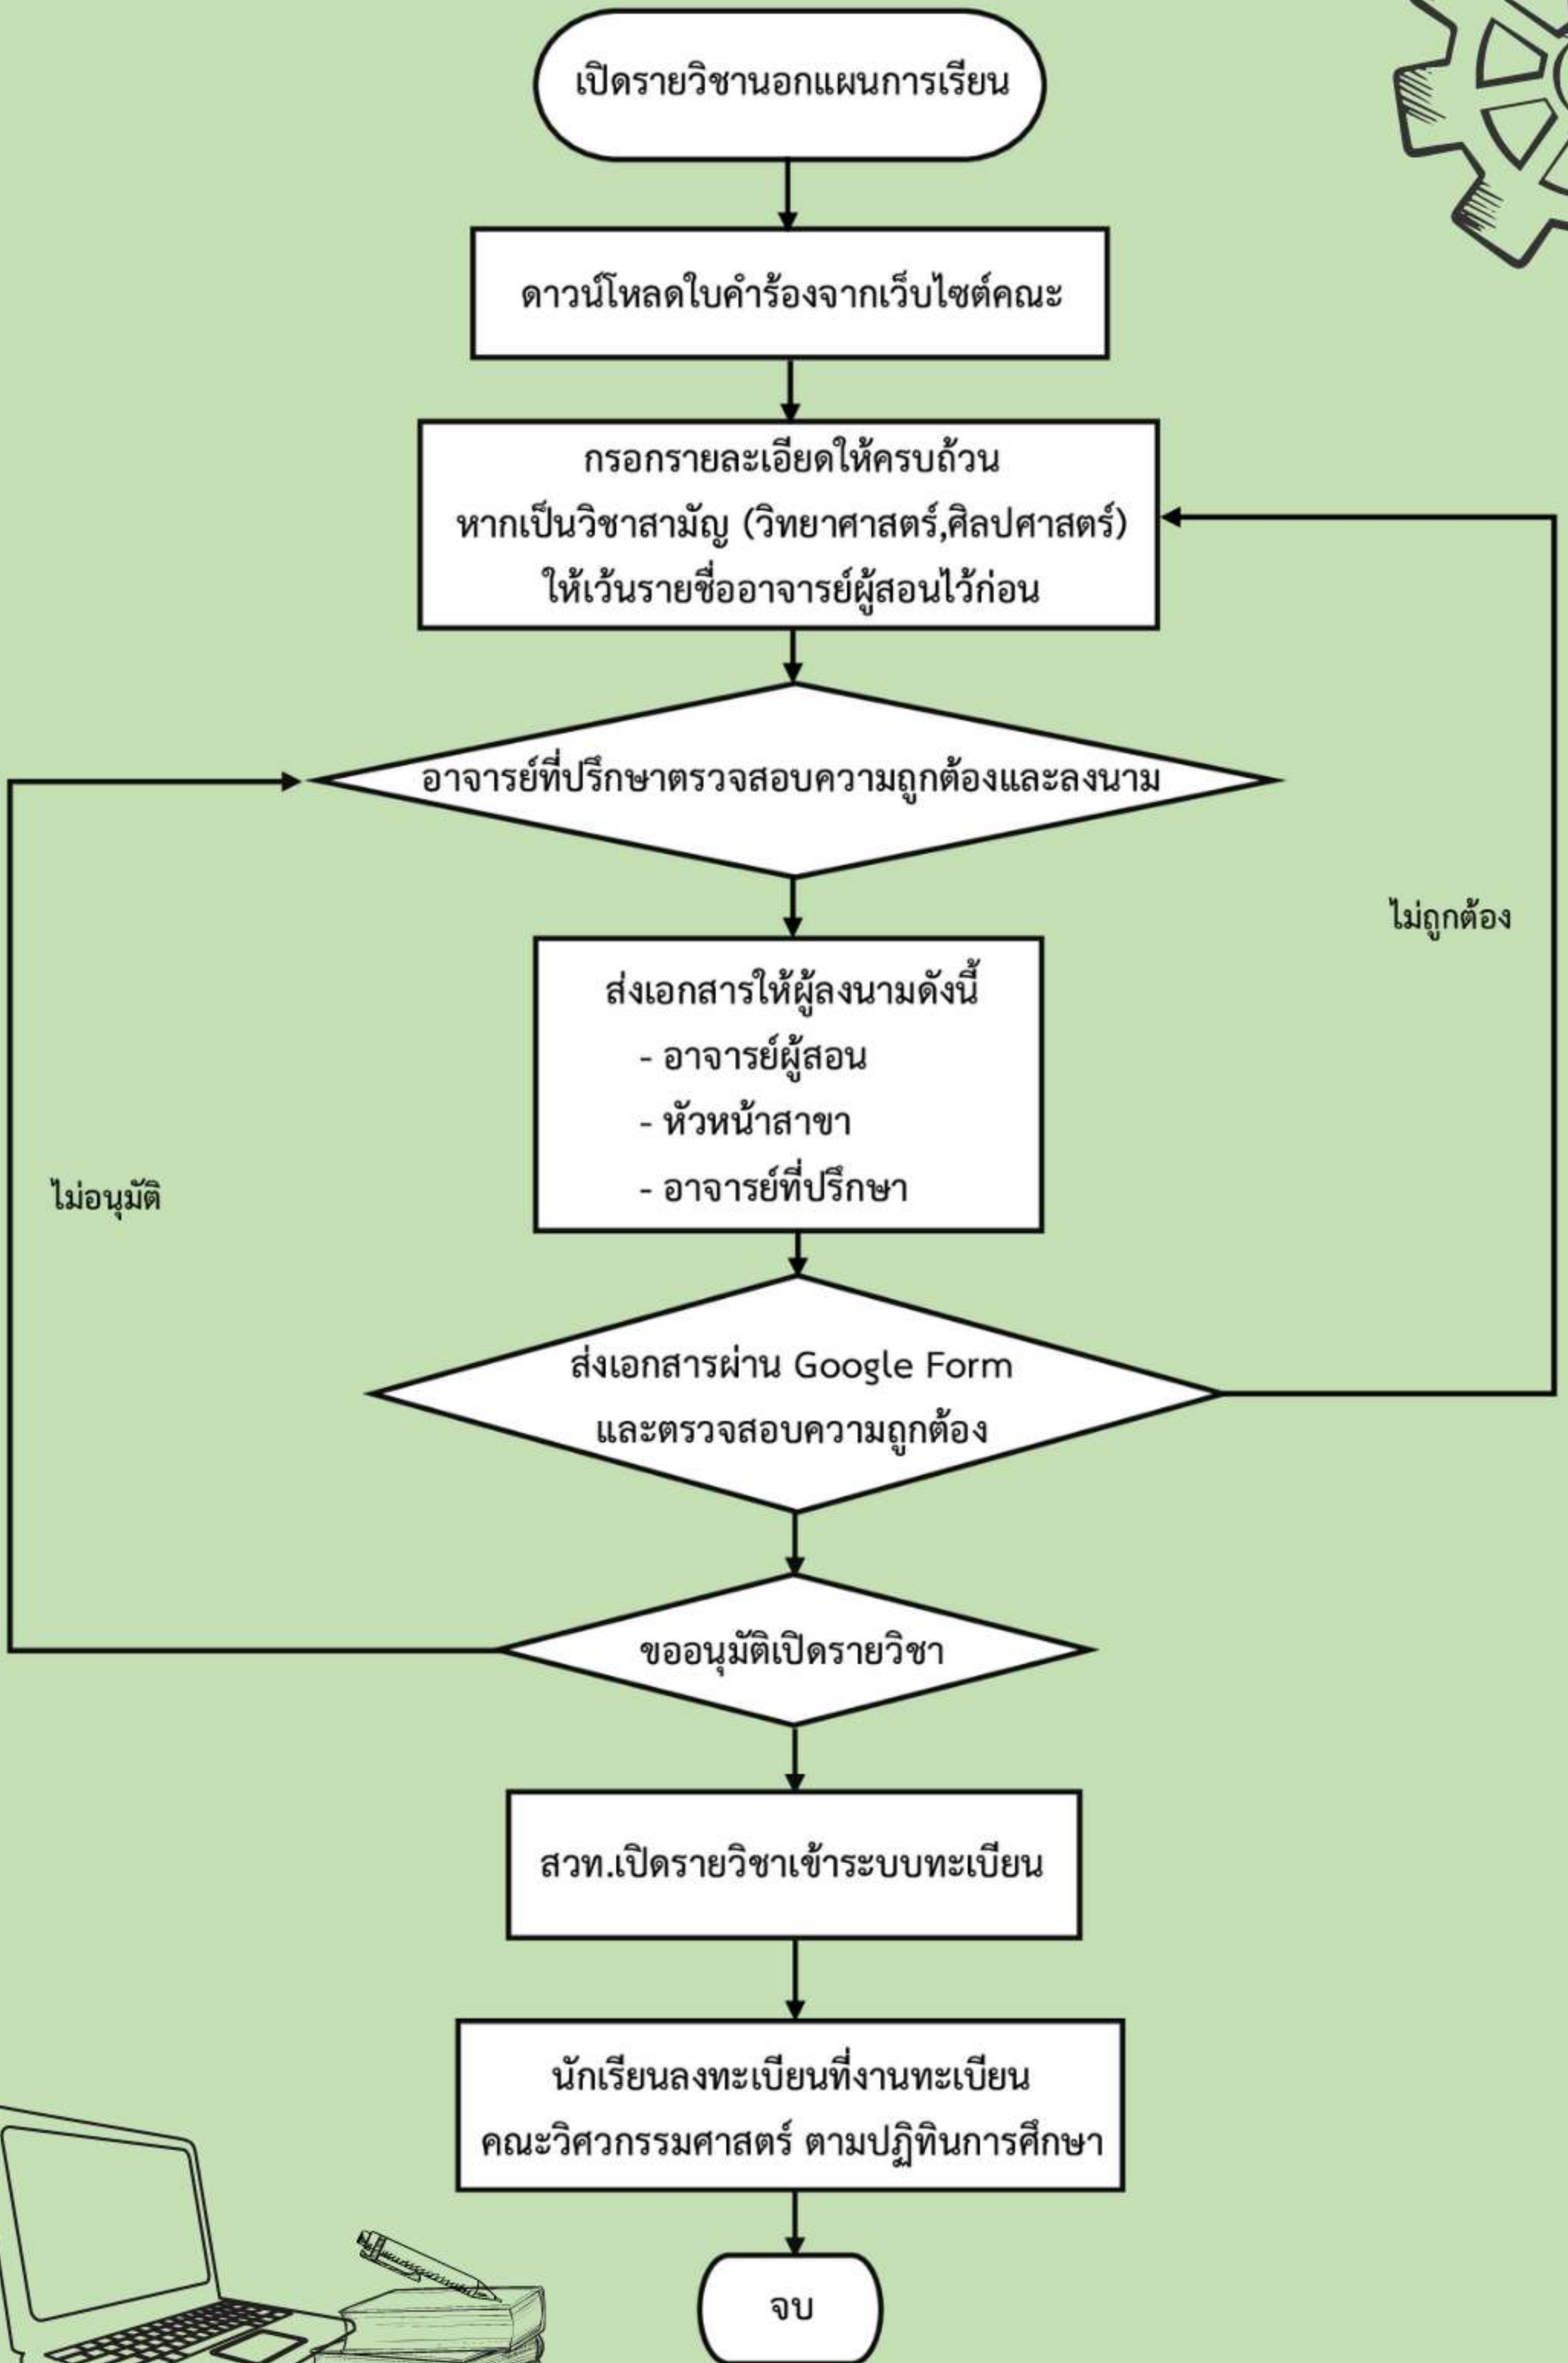 เปิดรายวิชานอกแผนการเรียน
ดาวน์โหลดใบคำร้องจากเว็บไซต์คณะ
กรอกรายละเอียดให้ครบถ้วน
หากเป็นวิชาสามัญ (วิทยาศาสตร์,ศิลปศาสตร์)
ให้เว้นรายชื่ออาจารย์ผู้สอนไว้ก่อน
อาจารย์ที่ปรึกษาตรวจสอบความถูกต้องและลงนาม
ไม่ถูกต้อง
ส่งเอกสารให้ผู้ลงนามดังนี้
- อาจารย์ผู้สอน
- หัวหน้าสาขา
- อาจารย์ที่ปรึกษา
ไม่อนุมัติ
ส่งเอกสารผ่าน Google Form
และตรวจสอบความถูกต้อง
ขออนุมัติเปิดรายวิชา
สวท.เปิดรายวิชาเข้าระบบทะเบียน
นักเรียนลงทะเบียนที่งานทะเบียน
คณะวิศวกรรมศาสตร์ ตามปฏิทินการศึกษา
จบ